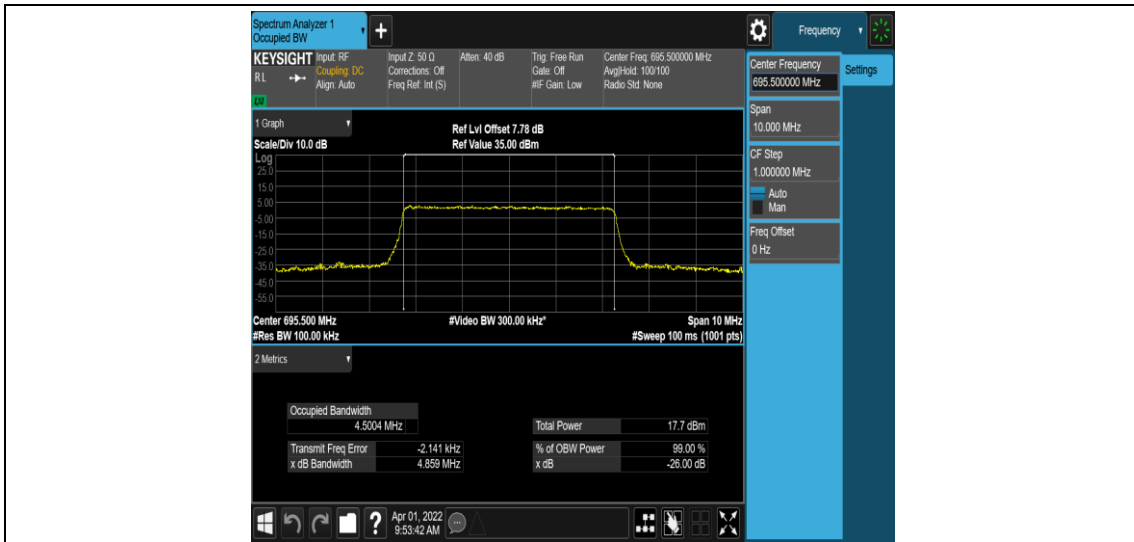 Spectrum Analyzer 1
Occupied BW
Frequency
KEYSIGHT
RL
Input: RF
Coupling: DC
Align: Auto
Input Z: 50 Ω
Corrections: Off
Freq Ref: Int (S)
Atten: 40 dB
Trig: Free Run
Gate: Off
#IF Gain: Low
Center Freq: 695.500000 MHz
Avg|Hold: 100/100
Radio Std: None
Center Frequency
695.500000 MHz
Settings
Span
10.000 MHz
CF Step
1.000000 MHz
Auto
Man
Freq Offset
0 Hz
1 Graph
Scale/Div 10.0 dB
Ref Lvl Offset 7.78 dB
Ref Value 35.00 dBm
Log
25.0
15.0
5.00
-5.00
-15.0
-25.0
-35.0
-45.0
-55.0
Center 695.500 MHz
#Res BW 100.00 kHz
#Video BW 300.00 kHz*
Span 10 MHz
#Sweep 100 ms (1001 pts)
2 Metrics
Occupied Bandwidth
4.5004 MHz
Transmit Freq Error -2.141 kHz
x dB Bandwidth 4.859 MHz
Total Power 17.7 dBm
% of OBW Power 99.00 %
x dB -26.00 dB
?
Apr 01, 2022
9:53:42 AM